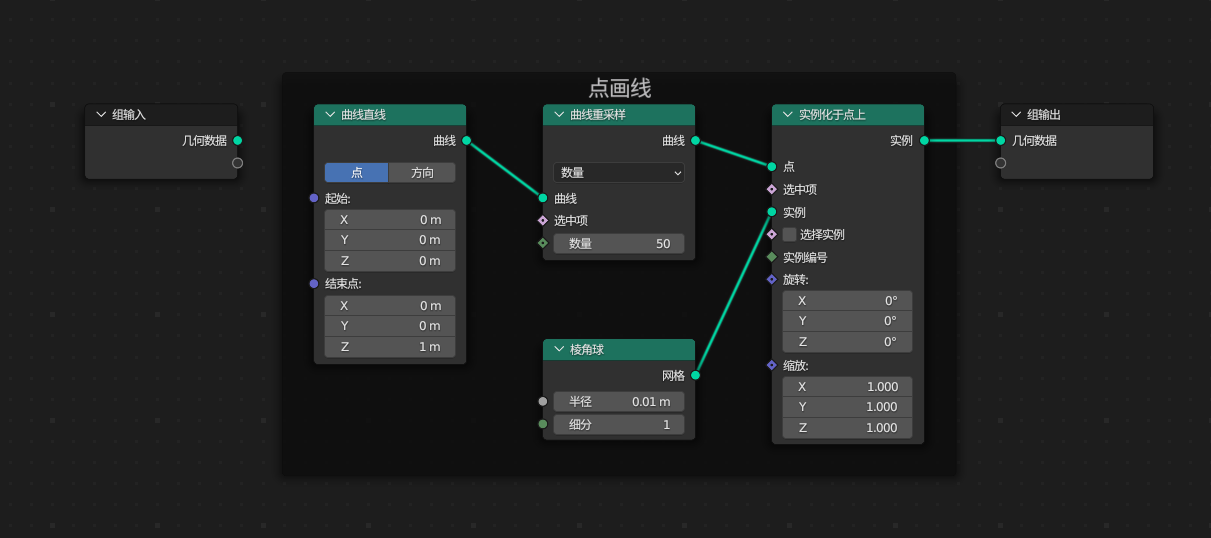 点画线
组输入
几何数据
曲线直线
曲线
点
方向
起始:
X 0 m
Y 0 m
Z 0 m
结束点:
X 0 m
Y 0 m
Z 1 m
曲线重采样
曲线
数量
曲线
选中项
数量 50
棱角球
网格
半径 0.01 m
细分 1
实例化于点上
实例
点
选中项
实例
选择实例
实例编号
旋转:
X 0°
Y 0°
Z 0°
缩放:
X 1.000
Y 1.000
Z 1.000
组输出
几何数据